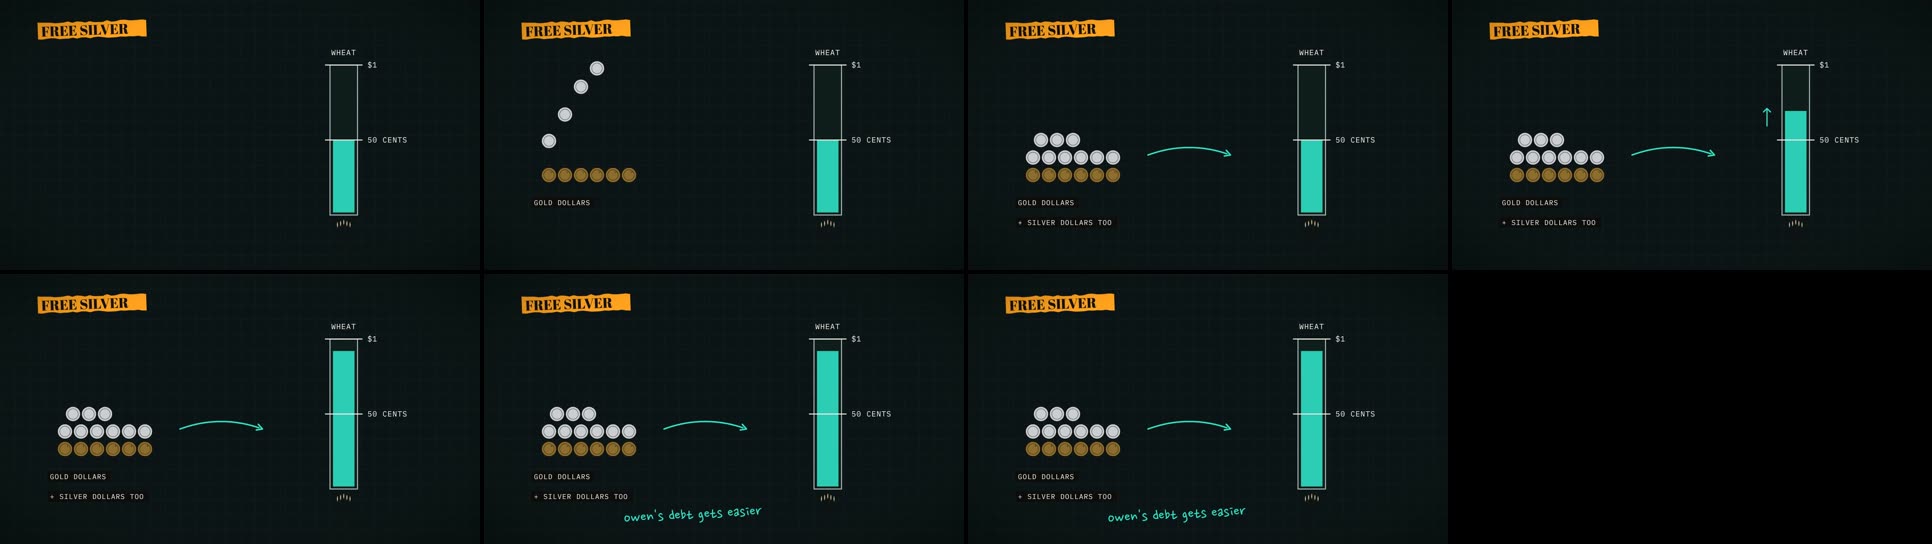 FREE SILVER
WHEAT
$1
50 CENTS
FREE SILVER
WHEAT
$1
50 CENTS
GOLD DOLLARS
FREE SILVER
WHEAT
$1
50 CENTS
GOLD DOLLARS
+ SILVER DOLLARS TOO
FREE SILVER
WHEAT
$1
50 CENTS
GOLD DOLLARS
+ SILVER DOLLARS TOO
FREE SILVER
WHEAT
$1
50 CENTS
GOLD DOLLARS
+ SILVER DOLLARS TOO
FREE SILVER
WHEAT
$1
50 CENTS
GOLD DOLLARS
+ SILVER DOLLARS TOO
owen's debt gets easier
FREE SILVER
WHEAT
$1
50 CENTS
GOLD DOLLARS
+ SILVER DOLLARS TOO
owen's debt gets easier